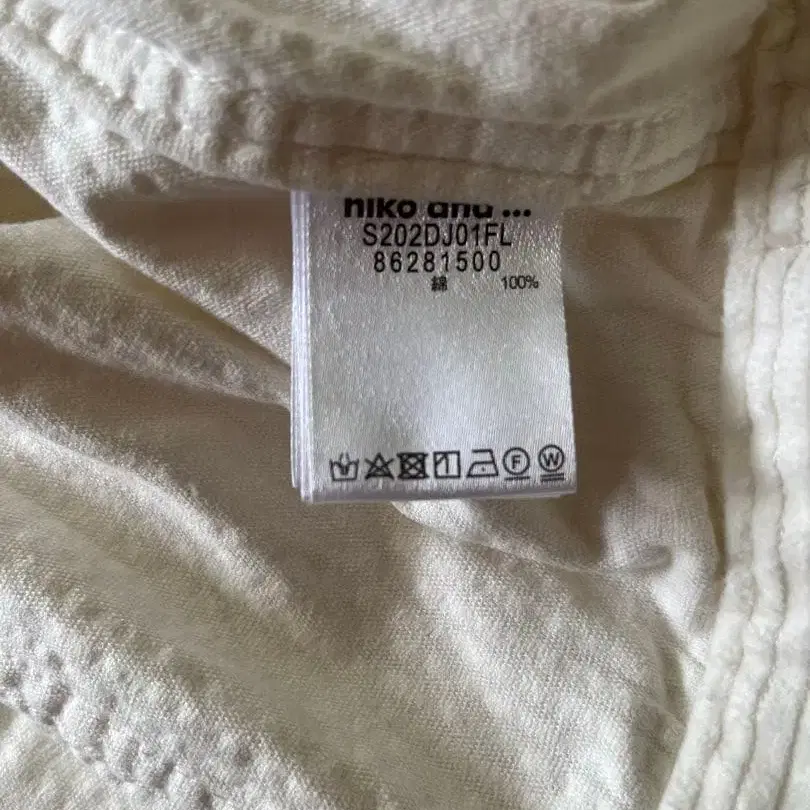 niko and ...
S202DJ01FL
86281500
綿 100%
F W